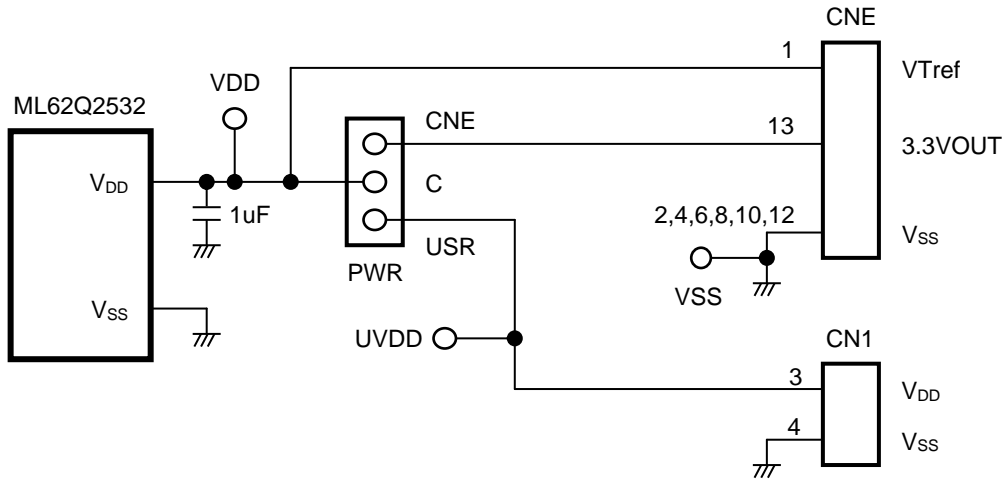 CNE
1
VTref
VDD
ML62Q2532
CNE
13
3.3VOUT
VDD
C
1uF
2,4,6,8,10,12
USR
VSS
PWR
VSS
VSS
UVDD
CN1
3
VDD
4
VSS